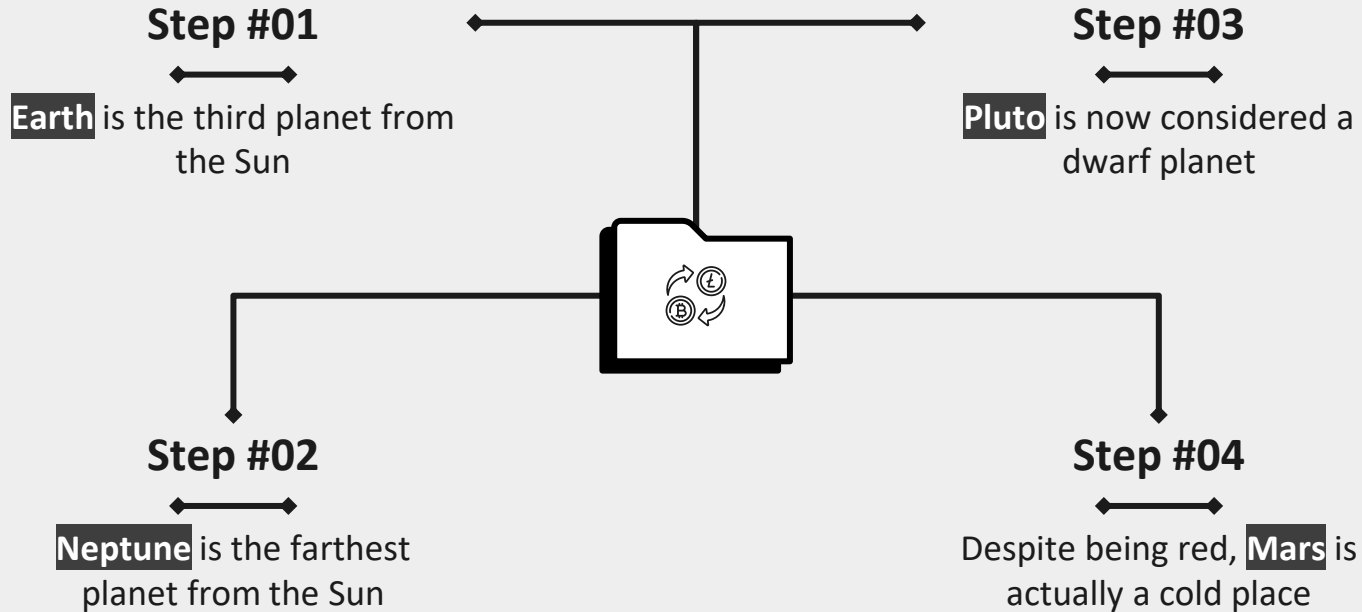 Step #01
Earth is the third planet from
the Sun
Step #02
Neptune is the farthest
planet from the Sun
Step #03
Pluto is now considered a
dwarf planet
Step #04
Despite being red, Mars is
actually a cold place